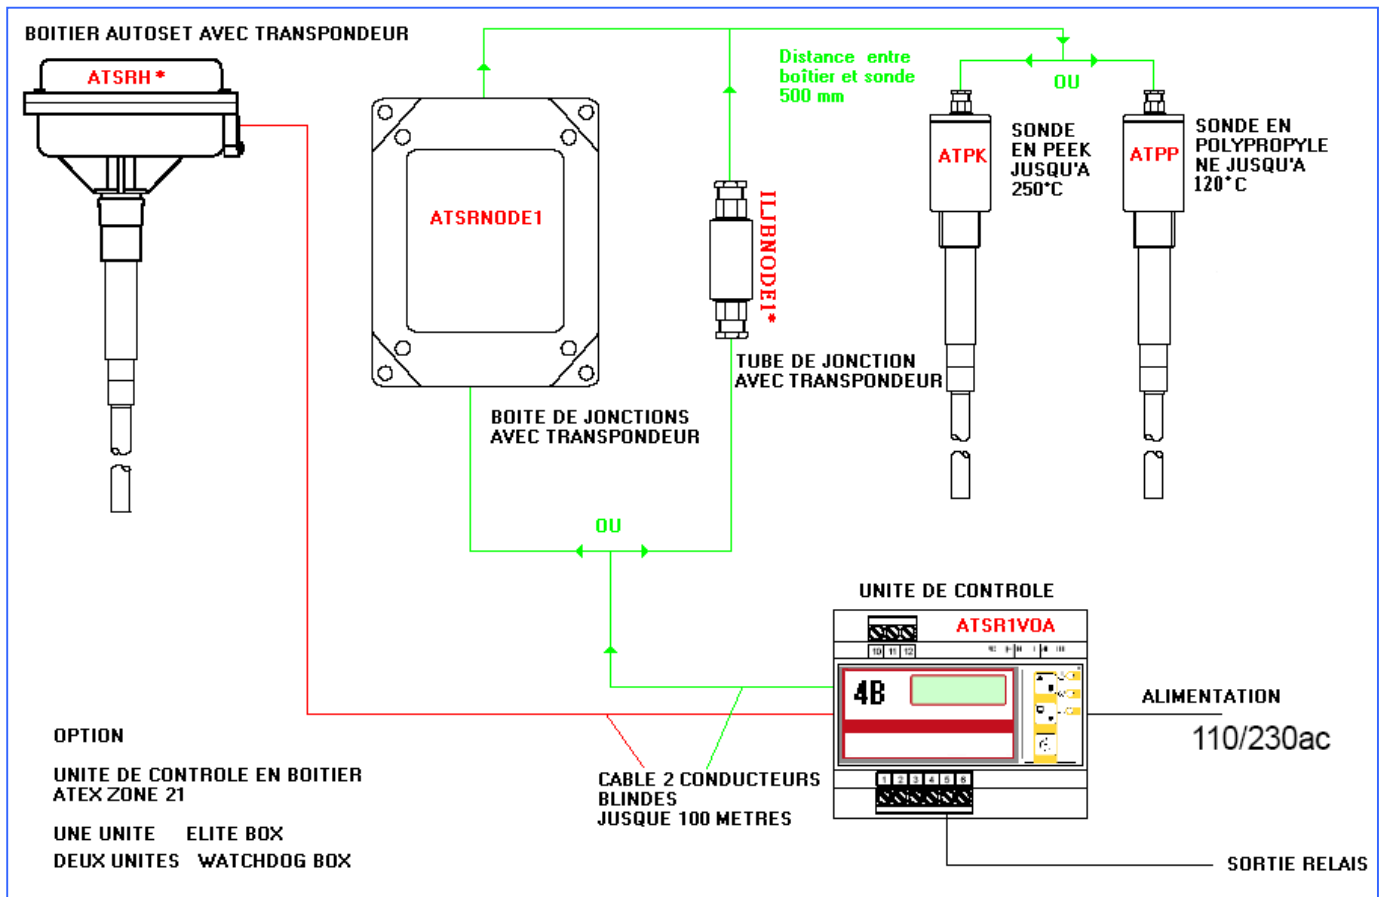 BOITIER AUTOSET AVEC TRANSPONDEUR
ATSRH *
ATSRNODE1
ILJBNODE1*
Distance entre
boîtier et sonde
500 mm
OU
ATPK
SONDE
EN PEEK
JUSQU'A
250°C
ATPP
SONDE EN
POLYPROPYLE
NE JUSQU'A
120°C
TUBE DE JONCTION
AVEC TRANSPONDEUR
BOITE DE JONCTIONS
AVEC TRANSPONDEUR
OU
UNITE DE CONTROLE
ATSR1V0A
10 11 12
4B
1 2 3 4 5 6
ALIMENTATION
110/230ac
SORTIE RELAIS
CABLE 2 CONDUCTEURS
BLINDES
JUSQUE 100 METRES
OPTION
UNITE DE CONTROLE EN BOITIER
ATEX ZONE 21
UNE UNITE ELITE BOX
DEUX UNITES WATCHDOG BOX